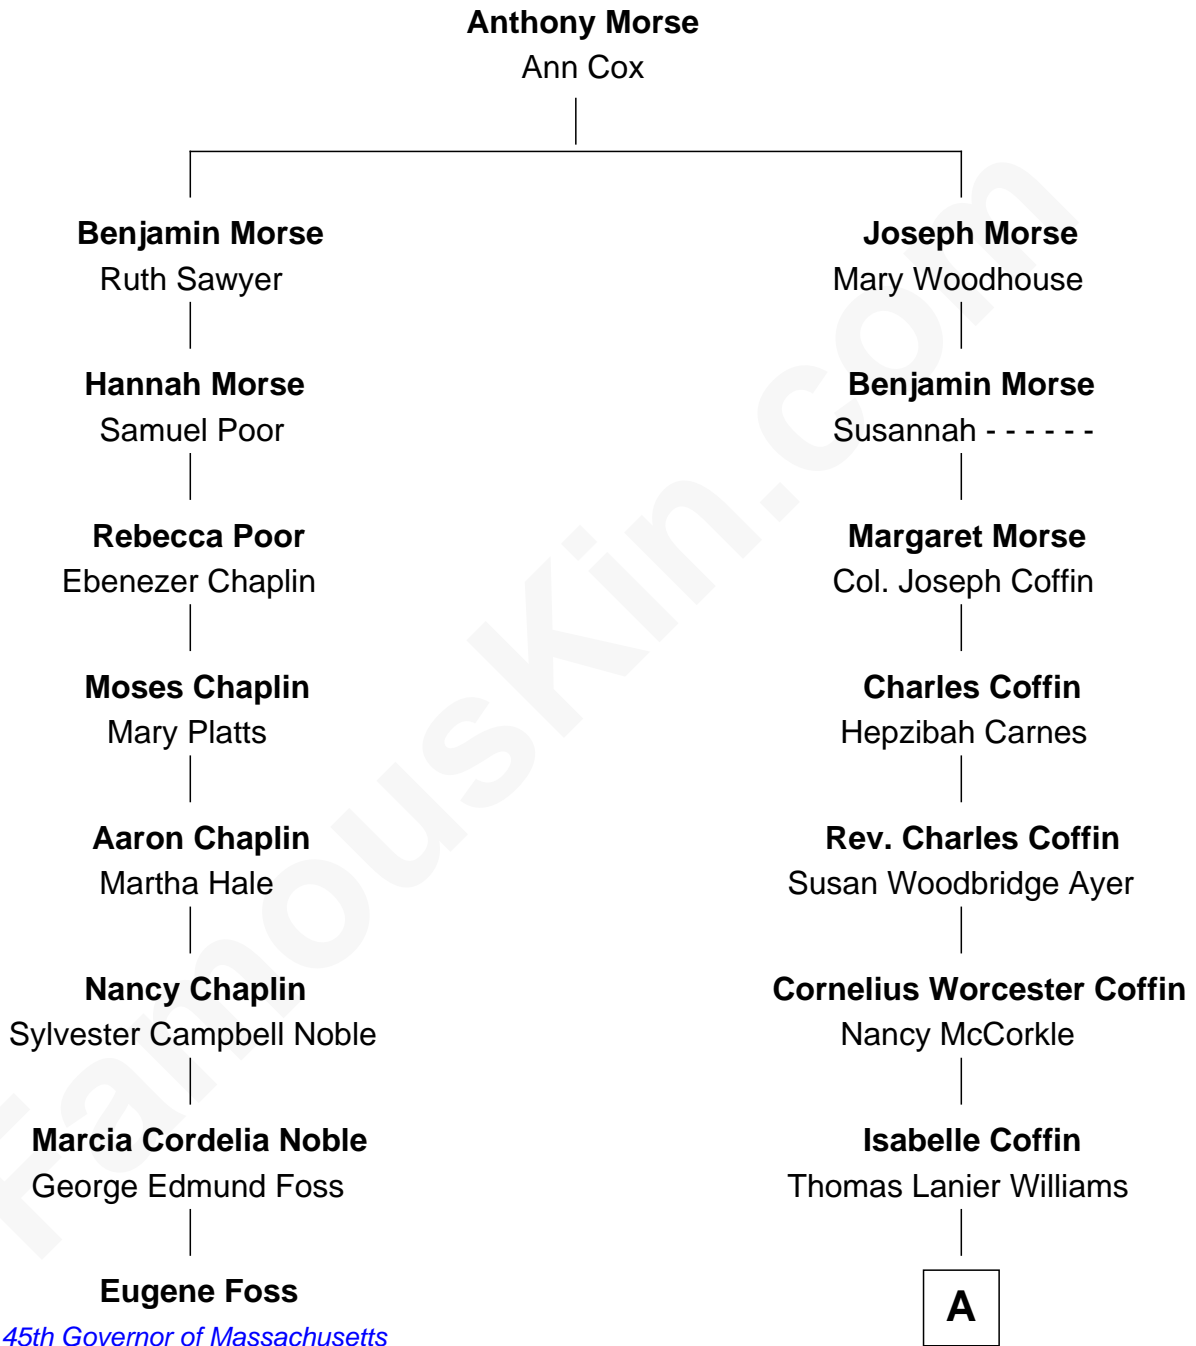 Anthony Morse
Ann Cox
Benjamin Morse
Ruth Sawyer
Joseph Morse
Mary Woodhouse
Hannah Morse
Samuel Poor
Benjamin Morse
Susannah - - - - - -
Rebecca Poor
Ebenezer Chaplin
Margaret Morse
Col. Joseph Coffin
Moses Chaplin
Mary Platts
Charles Coffin
Hepzibah Carnes
Aaron Chaplin
Martha Hale
Rev. Charles Coffin
Susan Woodbridge Ayer
Nancy Chaplin
Sylvester Campbell Noble
Cornelius Worcester Coffin
Nancy McCorkle
Marcia Cordelia Noble
George Edmund Foss
Isabelle Coffin
Thomas Lanier Williams
Eugene Foss
45th Governor of Massachusetts
A
FamousKin.com